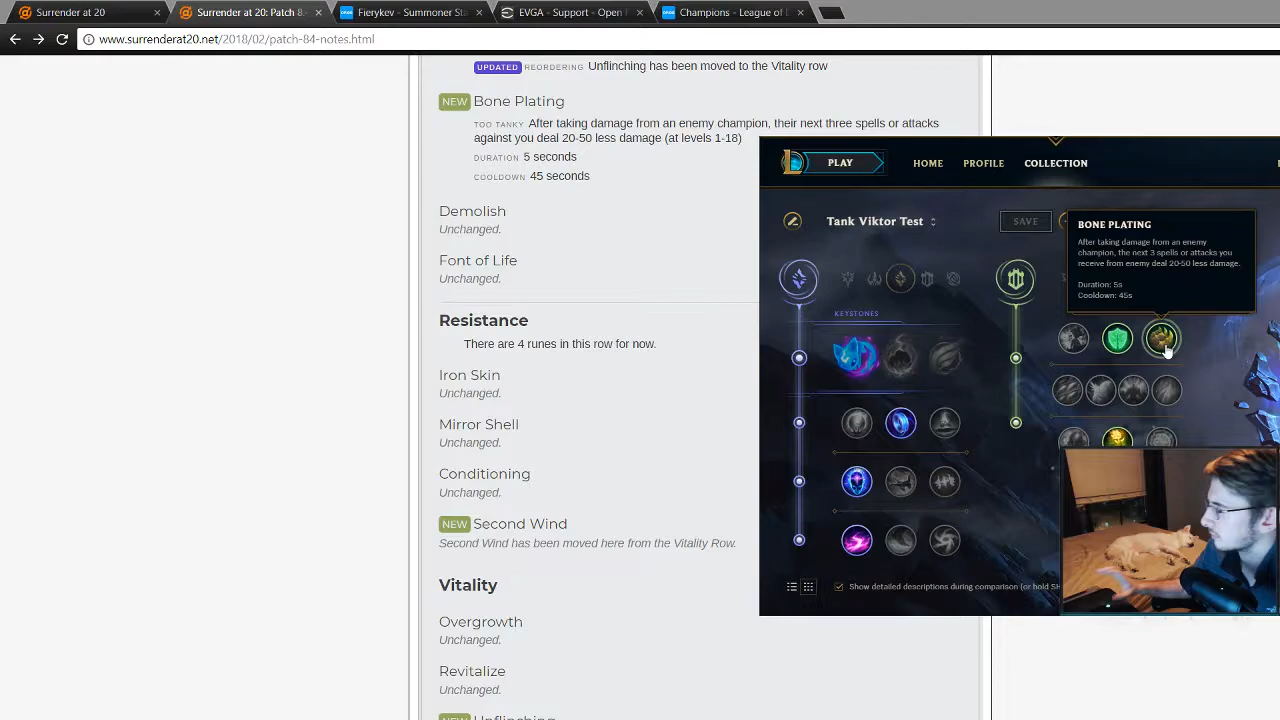 Surrender at 20
Surrender at 20: Patch 8.
Fierykev - Summoner Sta
EVGA - Support - Open
Champions - League of L
www.surrenderat20.net/2018/02/patch-84-notes.html
UPDATED REORDERING Unflinching has been moved to the Vitality row
NEW Bone Plating
TOO TANKY After taking damage from an enemy champion, their next three spells or attacks
against you deal 20-50 less damage (at levels 1-18)
DURATION 5 seconds
COOLDOWN 45 seconds
Demolish
Unchanged.
Font of Life
Unchanged.
Resistance
There are 4 runes in this row for now.
Iron Skin
Unchanged.
Mirror Shell
Unchanged.
Conditioning
Unchanged.
NEW Second Wind
Second Wind has been moved here from the Vitality Row.
Vitality
Overgrowth
Unchanged.
Revitalize
Unchanged.
NEW Unflinching
PLAY
HOME
PROFILE
COLLECTION
Tank Viktor Test
SAVE
BONE PLATING
After taking damage from an enemy
champion, the next 3 spells or attacks you
receive from enemy deal 20-50 less damage.
Duration: 5s
Cooldown: 45s
KEYSTONES
Show detailed descriptions during comparison (or hold SH